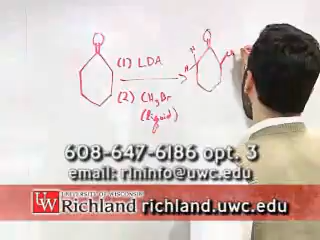 O
(1) LDA
(2) CH3Br
(liquid)
O
H
H
608-647-6186 opt. 3
email: rininfo@uwc.edu
UW
UNIVERSITY OF WISCONSIN
Richland richland.uwc.edu